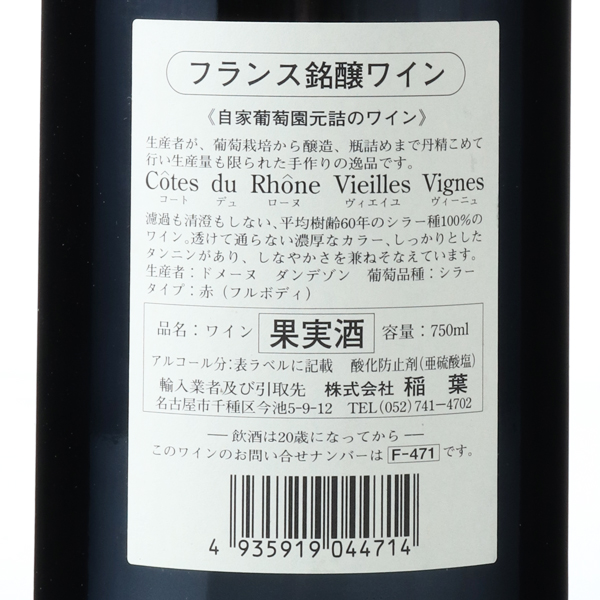 フランス銘醸ワイン
《自家葡萄園元詰のワイン》
生産者が、葡萄栽培から醸造、瓶詰めまで丹精こめて
行い生産量も限られた手作りの逸品です。
Côtes du Rhône Vieilles Vignes
コート デュ ローヌ ヴィエイユ ヴィーニュ
濾過も清澄もしない、平均樹齢60年のシラー種100%の
ワイン。透けて通らない濃厚なカラー、しっかりとした
タンニンがあり、しなやかさを兼ねそなえています。
生産者：ドメーヌ ダンデゾン 葡萄品種：シラー
タイプ：赤（フルボディ）
品名：ワイン 果実酒 容量：750ml
アルコール分：表ラベルに記載 酸化防止剤（亜硫酸塩）
輸入業者及び引取先 株式会社 稲葉
名古屋市千種区今池5-9-12 TEL（052）741-4702
―飲酒は20歳になってから―
このワインのお問い合せナンバーは F-471 です。
4 935919 044714